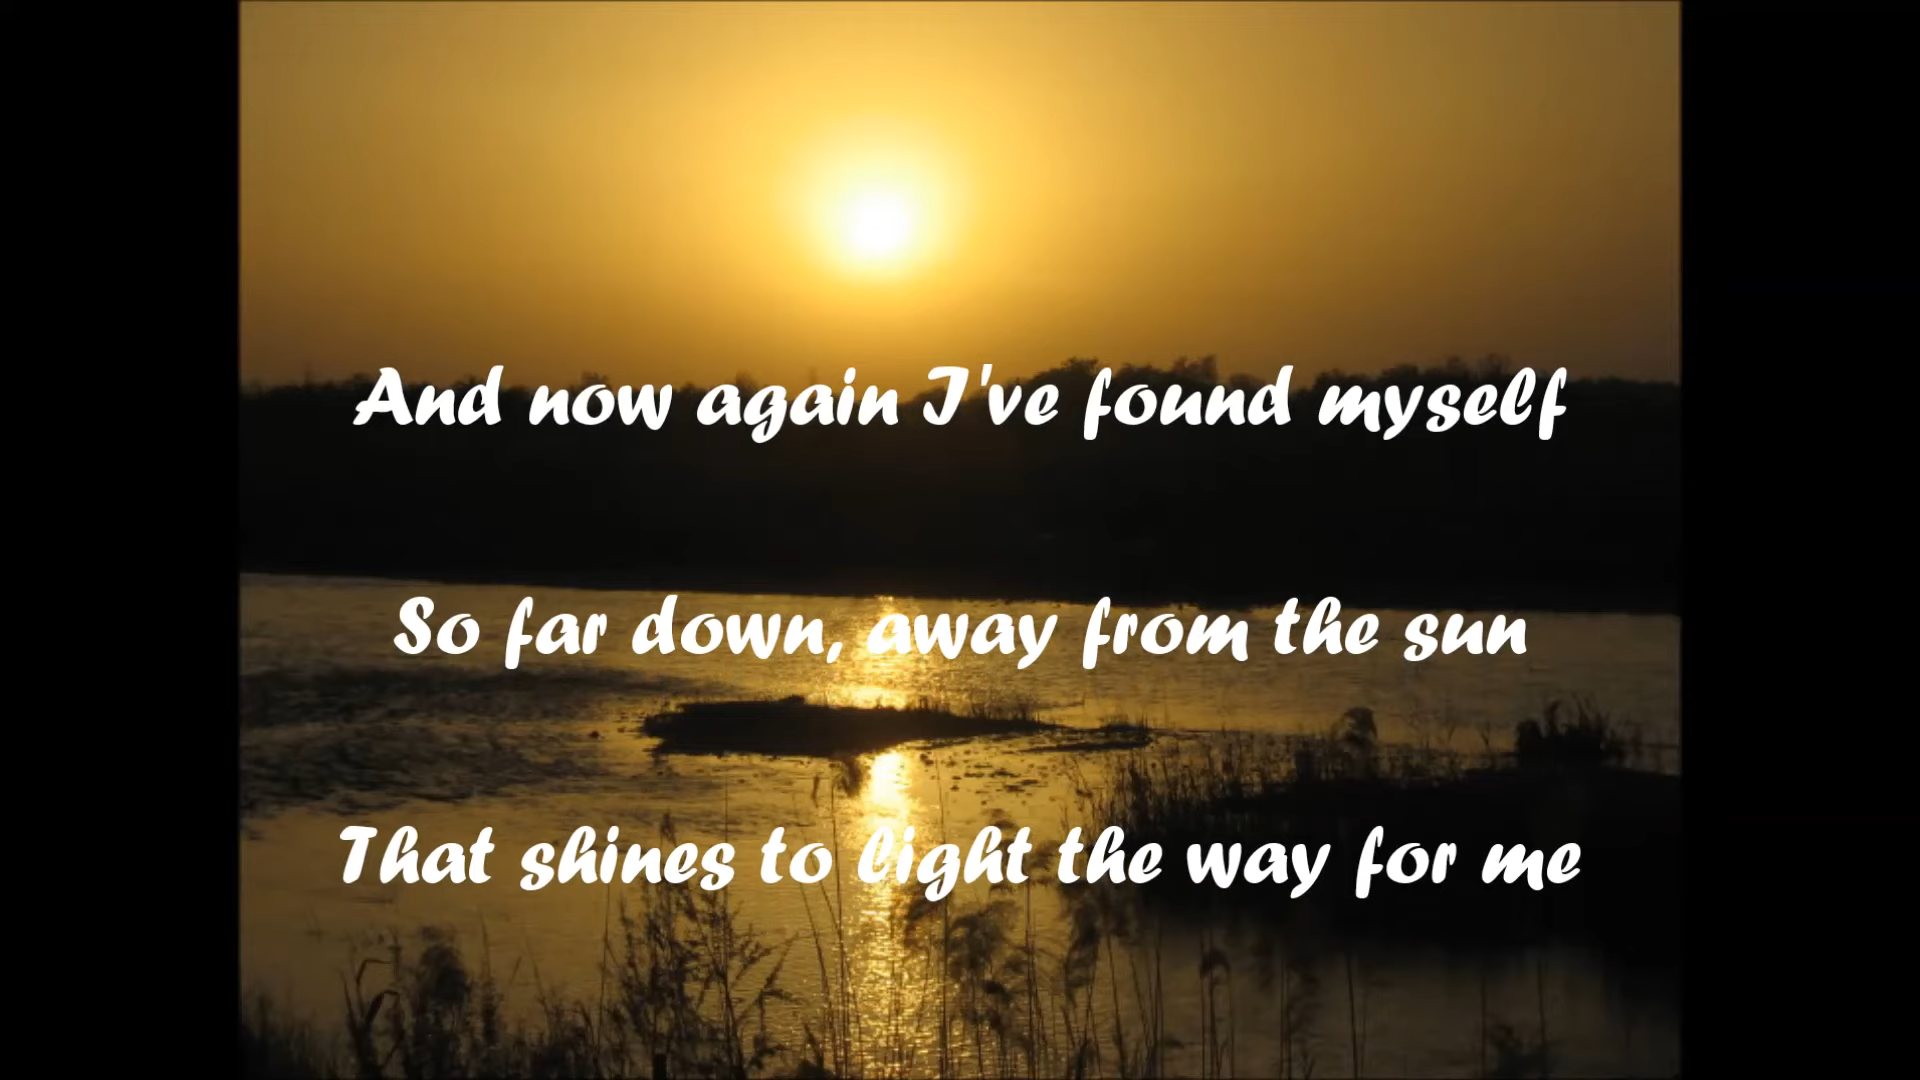 And now again I've found myself
So far down, away from the sun
That shines to light the way for me